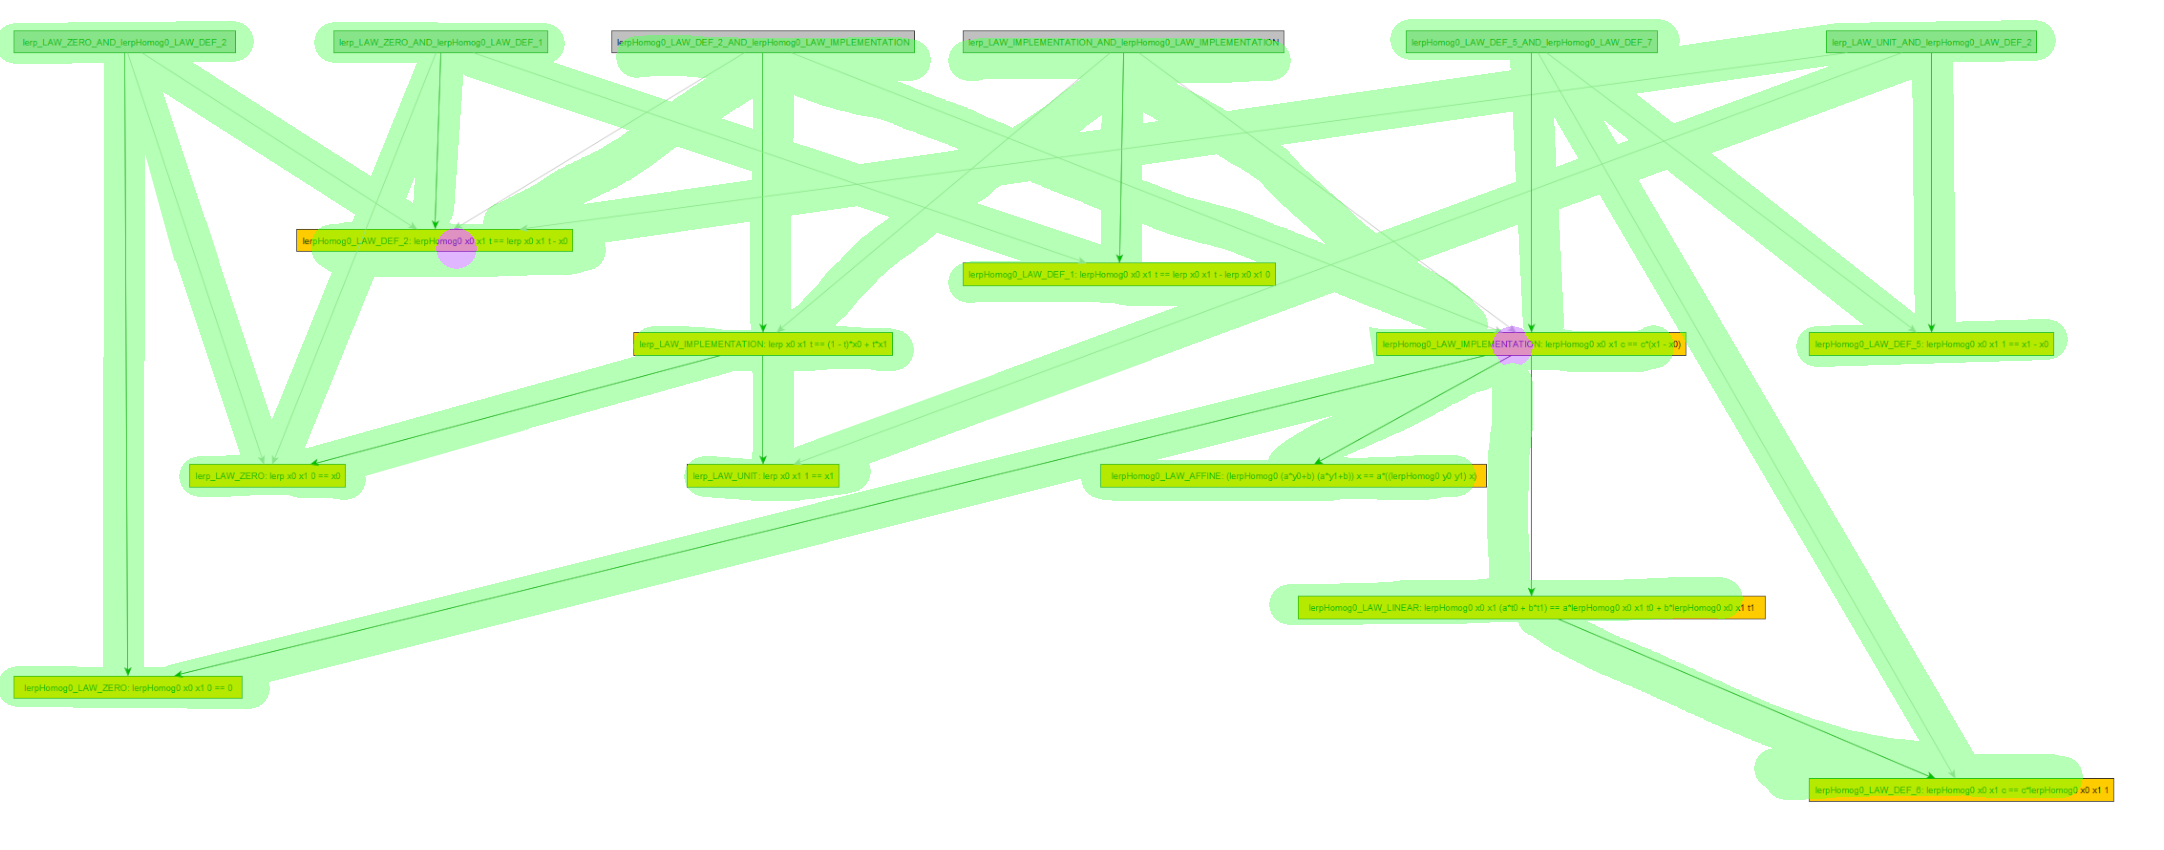 lerp_LAW_ZERO_AND_lerpHomog0_LAW_DEF_2
lerp_LAW_ZERO_AND_lerpHomog0_LAW_DEF_1
lerpHomog0_LAW_DEF_2_AND_lerpHomog0_LAW_IMPLEMENTATION
lerp_LAW_IMPLEMENTATION_AND_lerpHomog0_LAW_IMPLEMENTATION
lerpHomog0_LAW_DEF_5_AND_lerpHomog0_LAW_DEF_7
lerp_LAW_UNIT_AND_lerpHomog0_LAW_DEF_2
lerpHomog0_LAW_DEF_2: lerpHomog0 x0 x1 t == lerp x0 x1 t - x0
lerpHomog0_LAW_DEF_1: lerpHomog0 x0 x1 t == lerp x0 x1 t - lerp x0 x1 0
lerp_LAW_IMPLEMENTATION: lerp x0 x1 t == (1 - t)*x0 + t*x1
lerpHomog0_LAW_IMPLEMENTATION: lerpHomog0 x0 x1 c == c*(x1 - x0)
lerpHomog0_LAW_DEF_5: lerpHomog0 x0 x1 1 == x1 - x0
lerp_LAW_ZERO: lerp x0 x1 0 == x0
lerp_LAW_UNIT: lerp x0 x1 1 == x1
lerpHomog0_LAW_AFFINE: (lerpHomog0 (a*y0+b) (a*y1+b)) x == a*((lerpHomog0 y0 y1) x)
lerpHomog0_LAW_LINEAR: lerpHomog0 x0 x1 (a*t0 + b*t1) == a*lerpHomog0 x0 x1 t0 + b*lerpHomog0 x0 x1 t1
lerpHomog0_LAW_ZERO: lerpHomog0 x0 x1 0 == 0
lerpHomog0_LAW_DEF_6: lerpHomog0 x0 x1 c == c*lerpHomog0 x0 x1 1